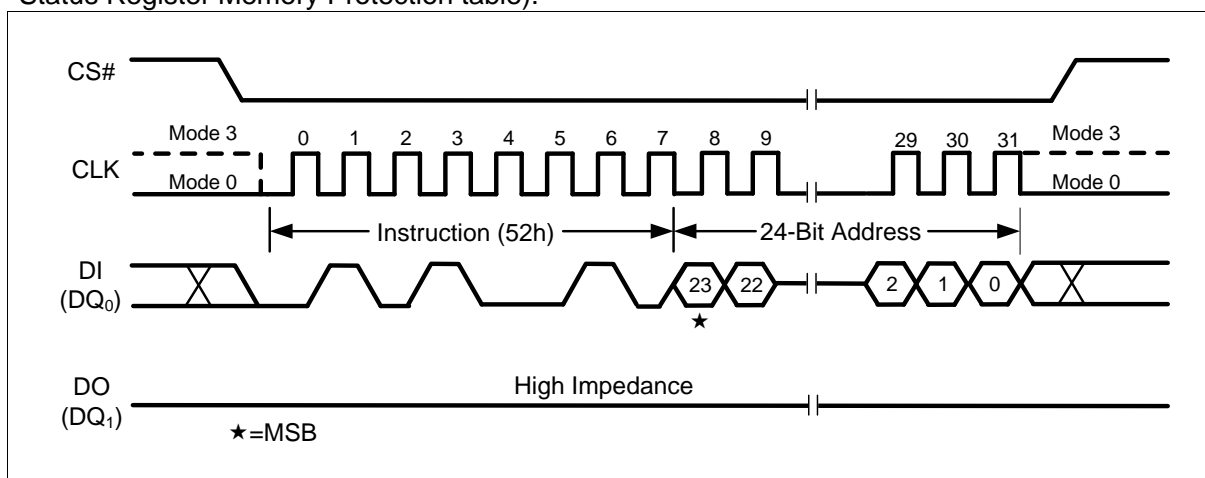 Status Register Memory Protection table).
CS#
Mode 3
0 1 2 3 4 5 6 7 8 9 29 30 31
Mode 3
CLK
Mode 0
Mode 0
Instruction (52h)
24-Bit Address
DI
(DQ0)
23 22 2 1 0
★
DO
(DQ1)
High Impedance
★=MSB